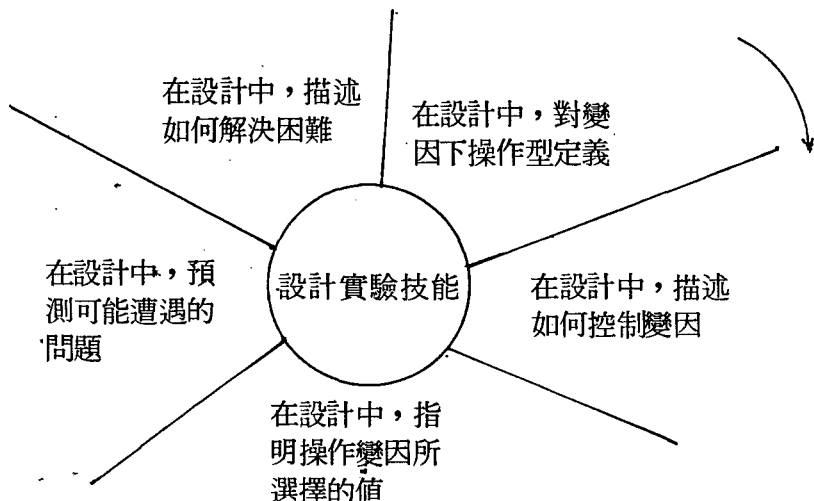 在設計中，描述
如何解決困難
在設計中，對變
因下操作型定義
設計實驗技能
在設計中，預
測可能遭遇的
問題
在設計中，描述
如何控制變因
在設計中，指
明操作變因所
選擇的值